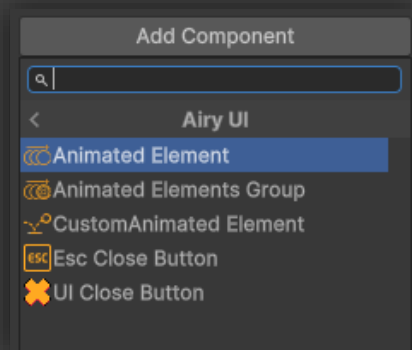 Add Component
Airy UI
Animated Element
Animated Elements Group
CustomAnimated Element
ESC Esc Close Button
UI Close Button